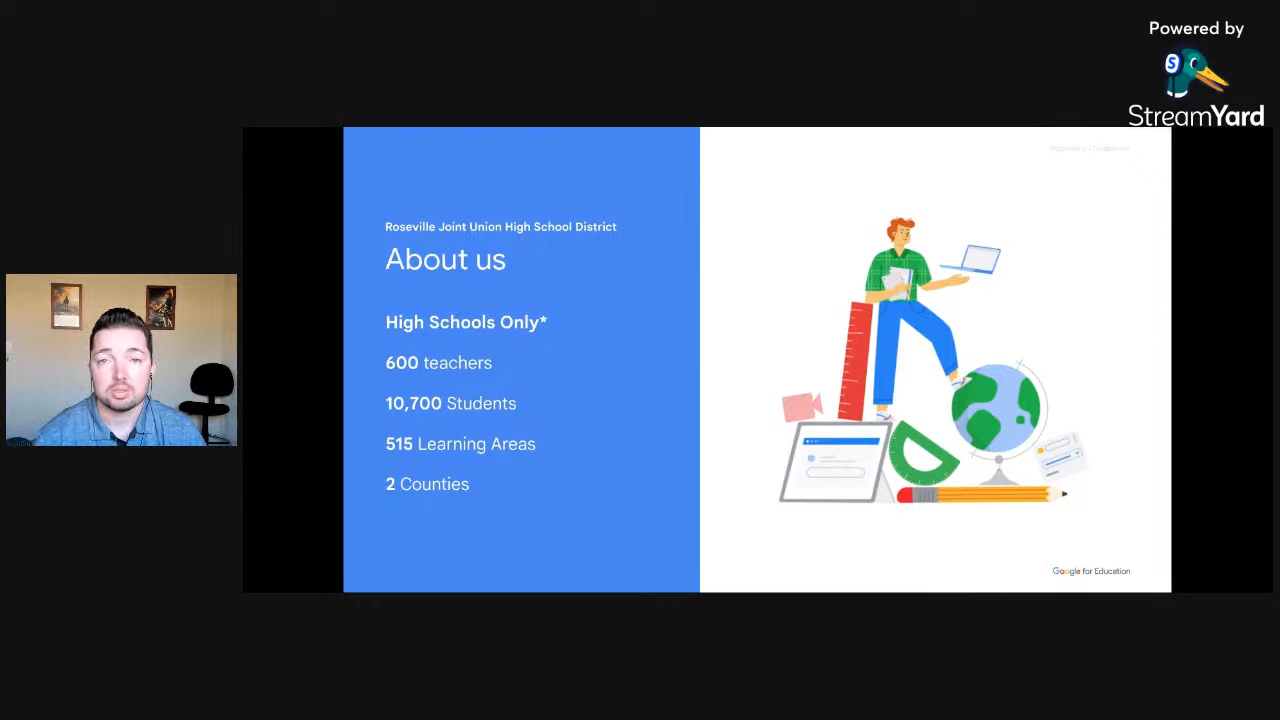 Powered by
StreamYard
Roseville Joint Union High School District
About us
High Schools Only*
600 teachers
10,700 Students
515 Learning Areas
2 Counties
Google for Education